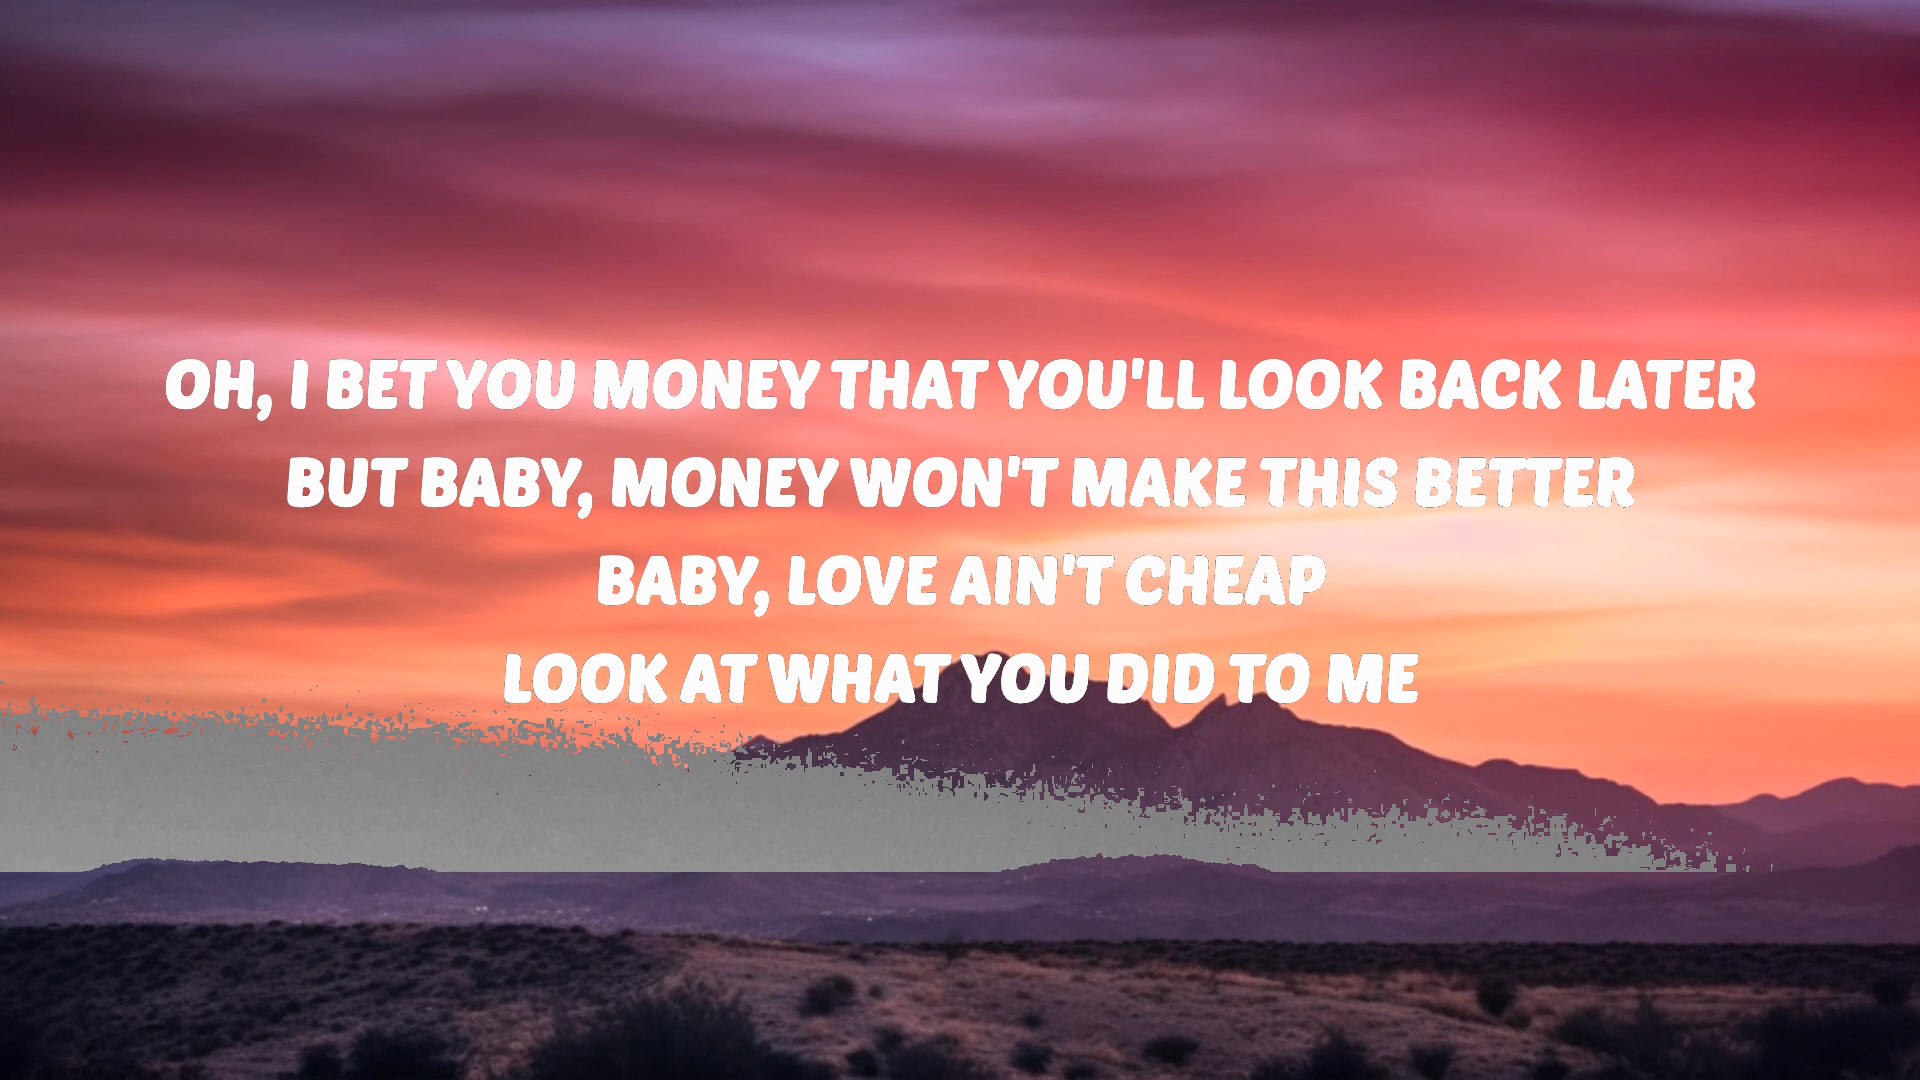 OH, I BET YOU MONEY THAT YOU'LL LOOK BACK LATER
BUT BABY, MONEY WON'T MAKE THIS BETTER
BABY, LOVE AIN'T CHEAP
LOOK AT WHAT YOU DID TO ME